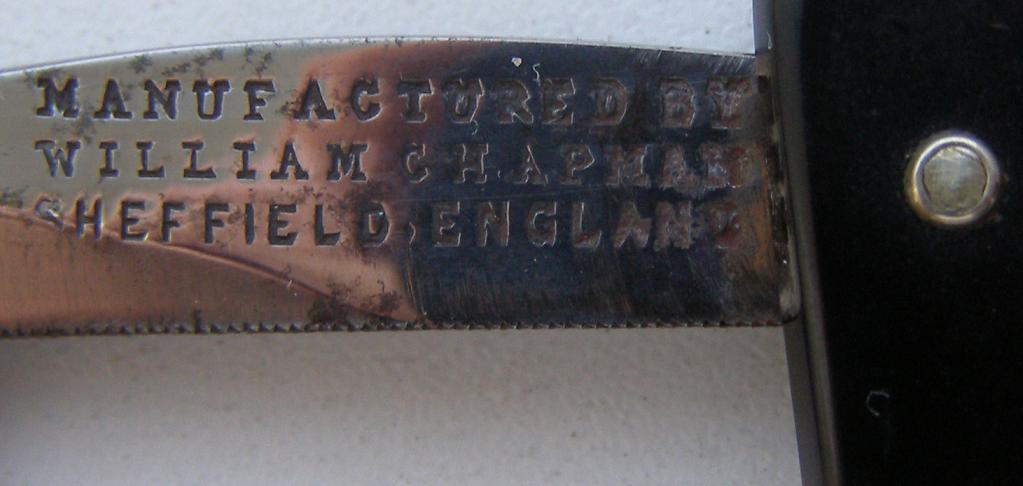 MANUFACTURED BY
WILLIAM CHAPMAN
SHEFFIELD, ENGLAND